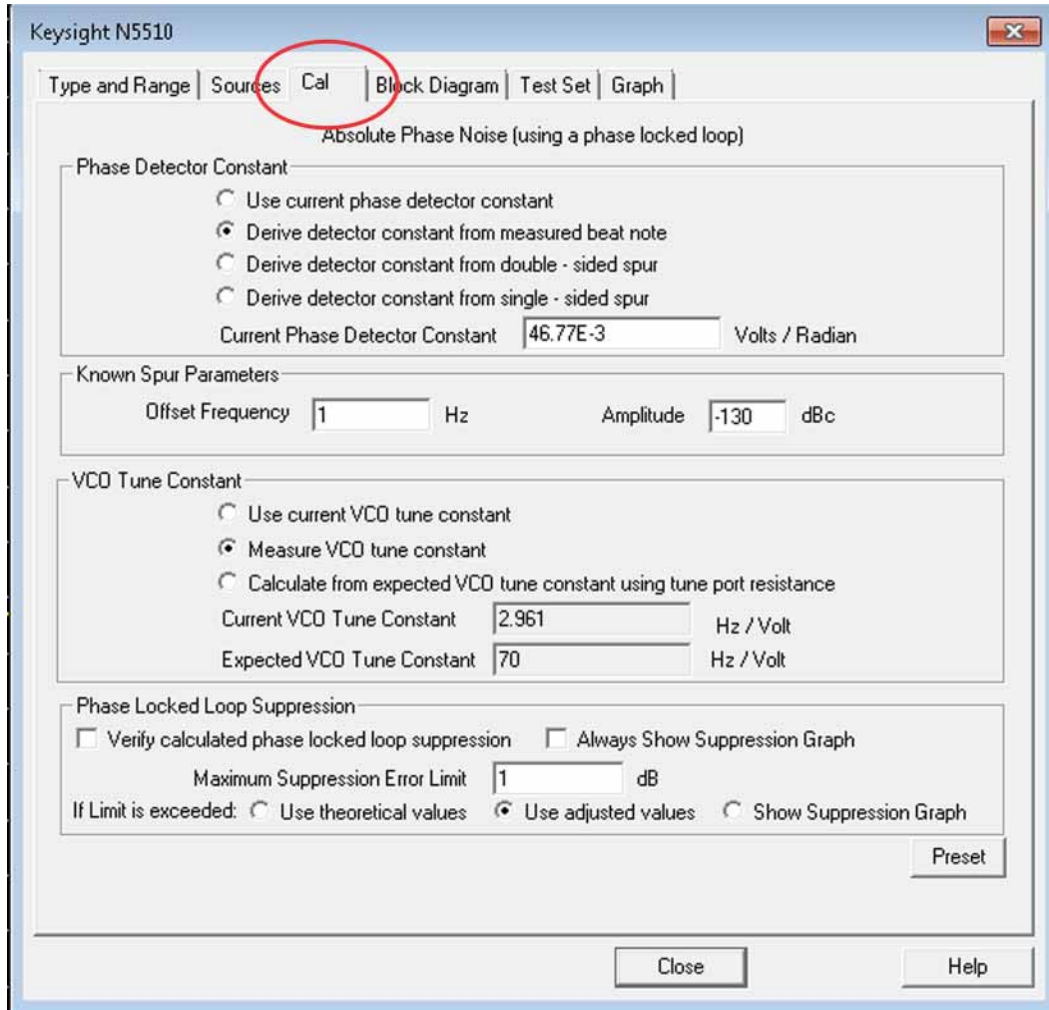 Keysight N5510
Type and Range Sources Cal Block Diagram Test Set Graph
Absolute Phase Noise (using a phase locked loop)
Phase Detector Constant
Use current phase detector constant
Derive detector constant from measured beat note
Derive detector constant from double - sided spur
Derive detector constant from single - sided spur
Current Phase Detector Constant 46.77E-3 Volts / Radian
Known Spur Parameters
Offset Frequency 1 Hz Amplitude -130 dBc
VCO Tune Constant
Use current VCO tune constant
Measure VCO tune constant
Calculate from expected VCO tune constant using tune port resistance
Current VCO Tune Constant 2.961 Hz / Volt
Expected VCO Tune Constant 70 Hz / Volt
Phase Locked Loop Suppression
Verify calculated phase locked loop suppression Always Show Suppression Graph
Maximum Suppression Error Limit 1 dB
If Limit is exceeded: Use theoretical values Use adjusted values Show Suppression Graph
Preset
Close Help